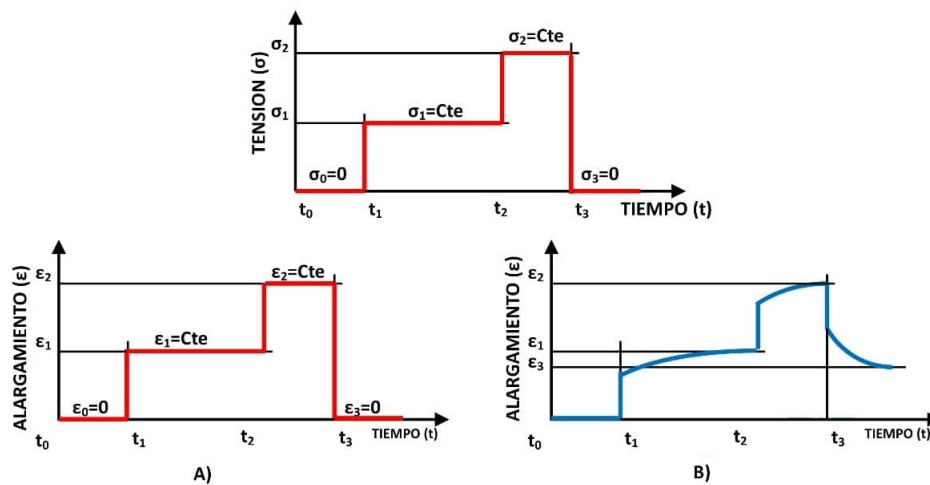 TENSION (σ)
σ₂
σ₂=Cte
σ₁
σ₁=Cte
σ₀=0
σ₃=0
t₀
t₁
t₂
t₃
TIEMPO (t)
ALARGAMIENTO (ε)
ε₂
ε₂=Cte
ε₁
ε₁=Cte
ε₀=0
ε₃=0
t₀
t₁
t₂
t₃
TIEMPO (t)
A)
ALARGAMIENTO (ε)
ε₂
ε₁
ε₃
t₀
t₁
t₂
t₃
TIEMPO (t)
B)